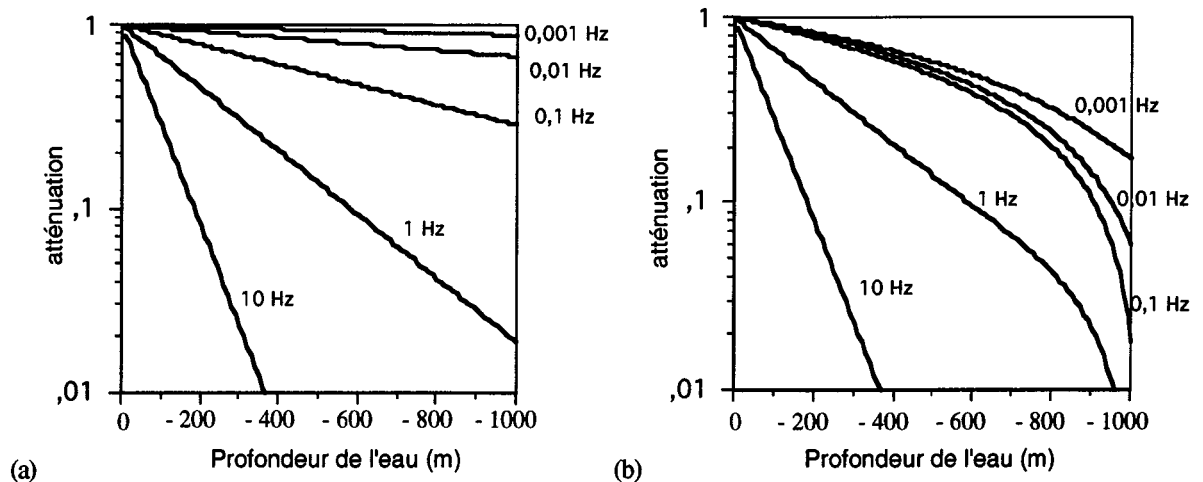 1
,1
,01
atténuation
0,001 Hz
0,01 Hz
0,1 Hz
1 Hz
10 Hz
0
- 200
- 400
- 600
- 800
- 1000
Profondeur de l'eau (m)
(a)
1
,1
,01
atténuation
0,001 Hz
0,01 Hz
0,1 Hz
1 Hz
10 Hz
0
- 200
- 400
- 600
- 800
- 1000
Profondeur de l'eau (m)
(b)